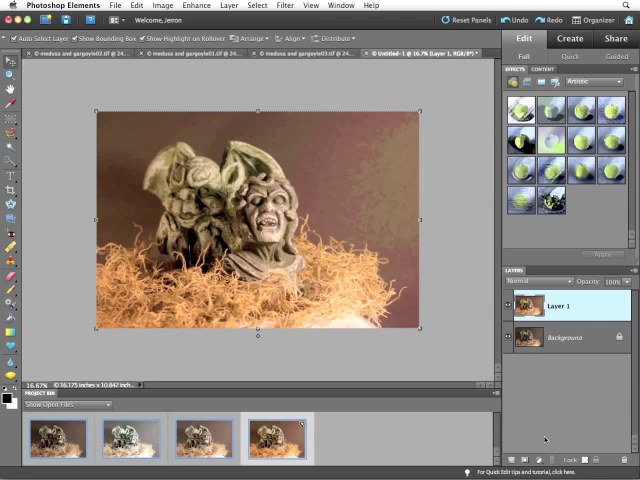 Photoshop Elements File Edit Image Enhance Layer Select Filter View Window Help
Welcome, Jerron Reset Panels Undo Redo Organizer
Auto Select Layer Show Bounding Box Show Highlight on Rollover Arrange Align Distribute
Edit Create Share
© medusa and gargoyle02.tif @ 24.... © medusa and gargoyle01.tif @ 24.... © medusa and gargoyle03.tif @ 24.... © Untitled-1 @ 16.7% (Layer 1, RGB/8*) *
Full Quick Guided
EFFECTS CONTENT
Artistic
Apply
LAYERS
Normal Opacity: 100%
Layer 1
Background
16.67% © 16.175 inches x 10.842 inch...
PROJECT BIN
Show Open Files
Lock:
For Quick Edit tips and tutorial, click here.